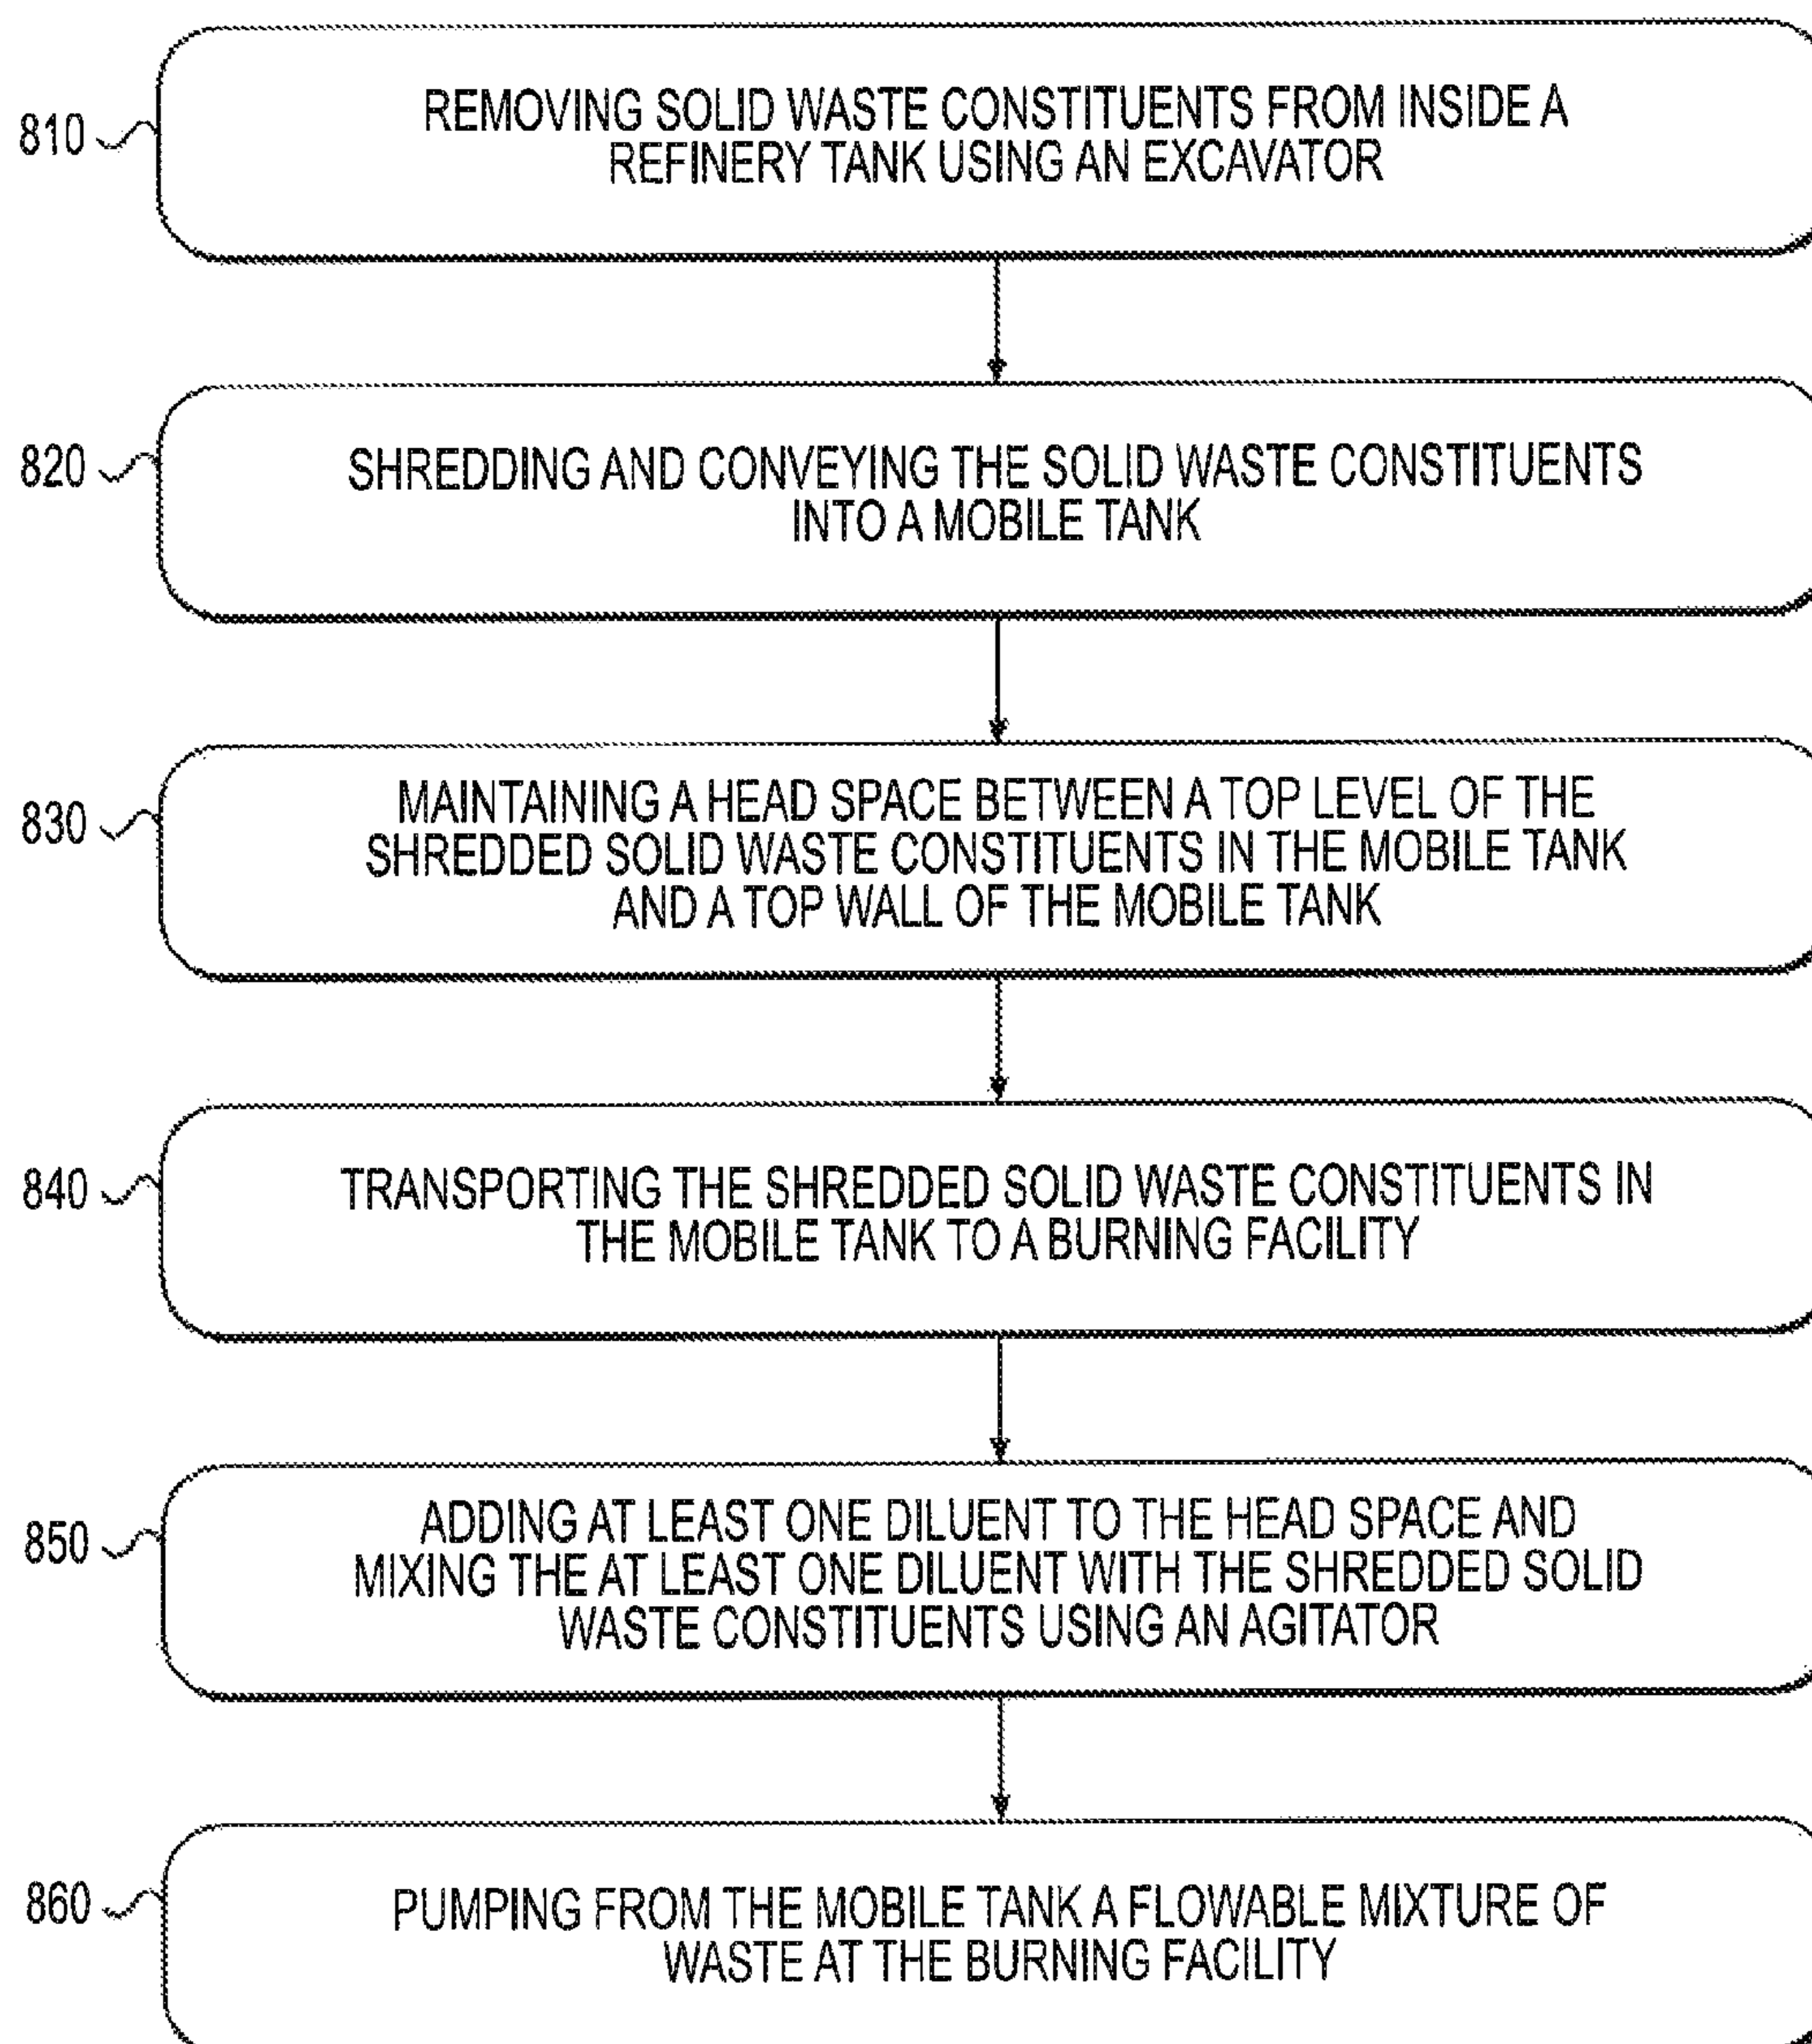 810
REMOVING SOLID WASTE CONSTITUENTS FROM INSIDE A
REFINERY TANK USING AN EXCAVATOR
820
SHREDDING AND CONVEYING THE SOLID WASTE CONSTITUENTS
INTO A MOBILE TANK
830
MAINTAINING A HEAD SPACE BETWEEN A TOP LEVEL OF THE
SHREDDED SOLID WASTE CONSTITUENTS IN THE MOBILE TANK
AND A TOP WALL OF THE MOBILE TANK
840
TRANSPORTING THE SHREDDED SOLID WASTE CONSTITUENTS IN
THE MOBILE TANK TO A BURNING FACILITY
850
ADDING AT LEAST ONE DILUENT TO THE HEAD SPACE AND
MIXING THE AT LEAST ONE DILUENT WITH THE SHREDDED SOLID
WASTE CONSTITUENTS USING AN AGITATOR
860
PUMPING FROM THE MOBILE TANK A FLOWABLE MIXTURE OF
WASTE AT THE BURNING FACILITY